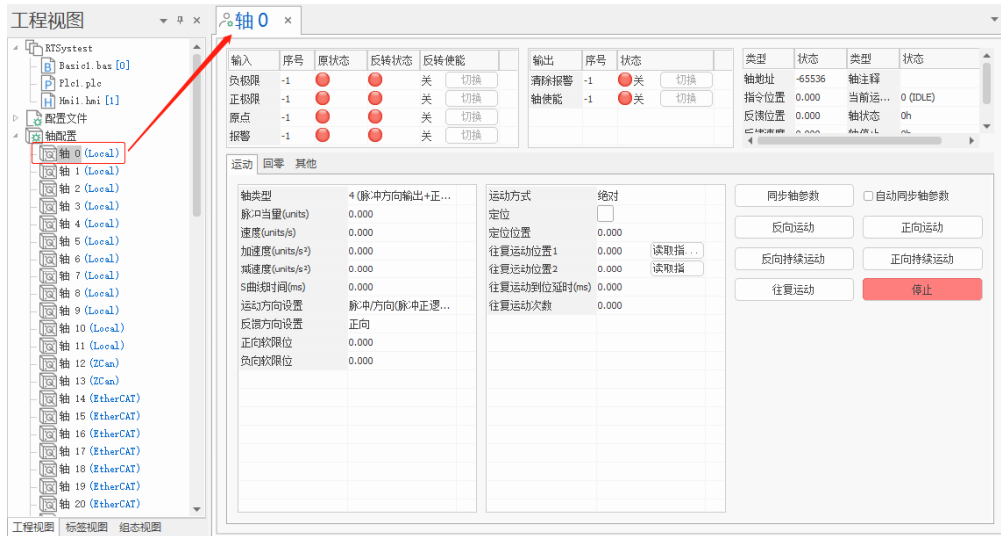 工程视图
轴 0
RTSystest
Basic1.bas [0]
Plc1.plc
Hmi1.hmi [1]
配置文件
轴配置
轴 0 (Local)
轴 1 (Local)
轴 2 (Local)
轴 3 (Local)
轴 4 (Local)
轴 5 (Local)
轴 6 (Local)
轴 7 (Local)
轴 8 (Local)
轴 9 (Local)
轴 10 (Local)
轴 11 (Local)
轴 12 (ZCan)
轴 13 (ZCan)
轴 14 (EtherCAT)
轴 15 (EtherCAT)
轴 16 (EtherCAT)
轴 17 (EtherCAT)
轴 18 (EtherCAT)
轴 19 (EtherCAT)
轴 20 (EtherCAT)
工程视图 标签视图 组态视图
输入 序号 原状态 反转状态 反转使能
负极限 -1 关 切换
正极限 -1 关 切换
原点 -1 关 切换
报警 -1 关 切换
输出 序号 状态
清除报警 -1 关 切换
轴使能 -1 关 切换
类型 状态 类型 状态
轴地址 -65536 轴注释
指令位置 0.000 当前运... 0 (IDLE)
反馈位置 0.000 轴状态 0h
反馈速度 0.000 轴停止 0h
运动 回零 其他
轴类型 4 (脉冲方向输出+正...
脉冲当量(units) 0.000
速度(units/s) 0.000
加速度(units/s²) 0.000
减速度(units/s²) 0.000
S曲线时间(ms) 0.000
运动方向设置 脉冲/方向(脉冲正逻...
反馈方向设置 正向
正向软限位 0.000
负向软限位 0.000
运动方式 绝对
定位
定位位置 0.000
往复运动位置1 0.000 读取指...
往复运动位置2 0.000 读取指
往复运动到位延时(ms) 0.000
往复运动次数 0.000
同步轴参数 自动同步轴参数
反向运动 正向运动
反向持续运动 正向持续运动
往复运动 停止